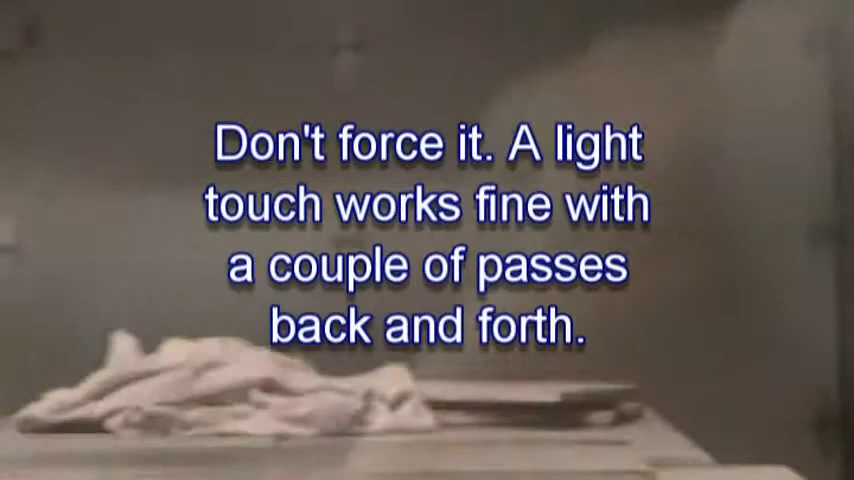 Don't force it. A light
touch works fine with
a couple of passes
back and forth.